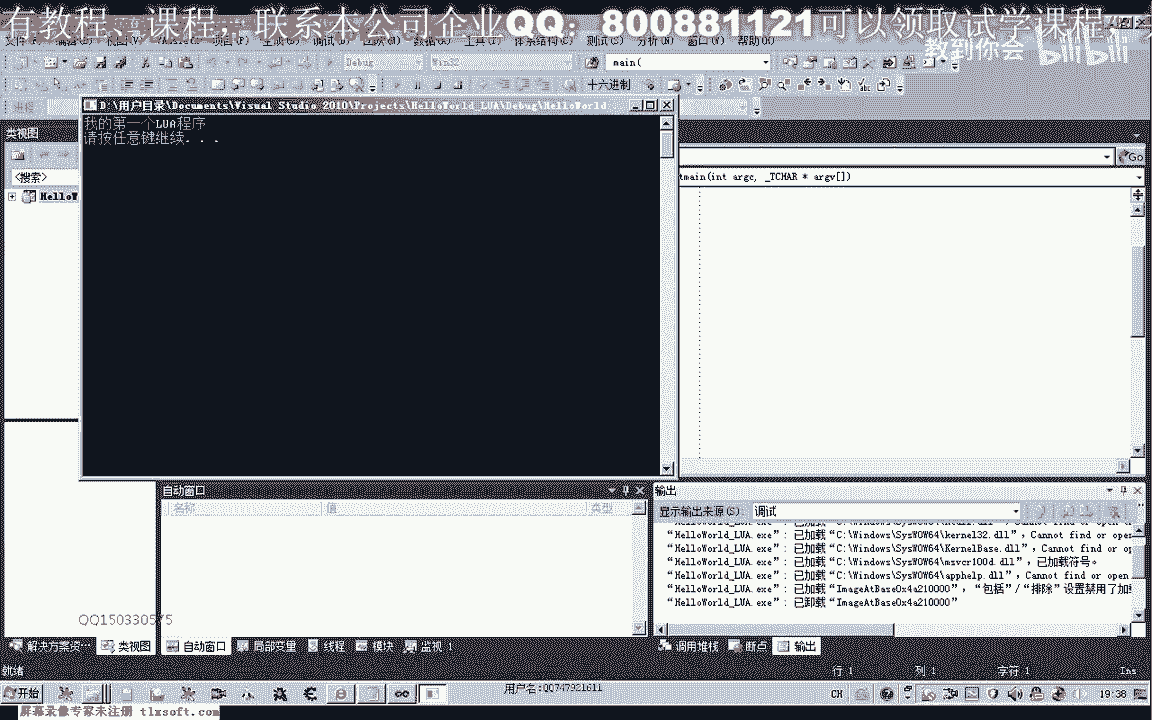 有教程、课程，联系本公司企业QQ：800881121可以领取试学课程，
教到你会 bilibili
Debug Win32 main(
十六进制
D:\用户目录\Documents\Visual Studio 2010\Projects\HelloWorld_LUA\Debug\HelloWorld
我的第一个LUA程序
请按任意键继续. . .
类视图
Go
<搜索>
tmain(int argc, _TCHAR * argv[])
HelloW
自动窗口
名称 值 类型
输出
显示输出来源(S): 调试
“HelloWorld_LUA.exe”: 已加载“C:\Windows\SysWOW64\kernel32.dll”，Cannot find or oper
“HelloWorld_LUA.exe”: 已加载“C:\Windows\SysWOW64\KernelBase.dll”，Cannot find or op
“HelloWorld_LUA.exe”: 已加载“C:\Windows\SysWOW64\msvcr100d.dll”，已加载符号。
“HelloWorld_LUA.exe”: 已加载“C:\Windows\SysWOW64\apphelp.dll”，Cannot find or open
“HelloWorld_LUA.exe”: 已加载“ImageAtBase0x4a210000”，“包括”/“排除”设置禁用了加
“HelloWorld_LUA.exe”: 已卸载“ImageAtBase0x4a210000”
QQ150330575
解决方案资… 类视图 自动窗口 局部变量 线程 模块 监视 1 调用堆栈 断点 输出
就绪 行 1 列 1 字符 1 Ins
开始 用户名:QQ747921611 CH 19:38
屏幕录像专家未注册 tlxsoft.com